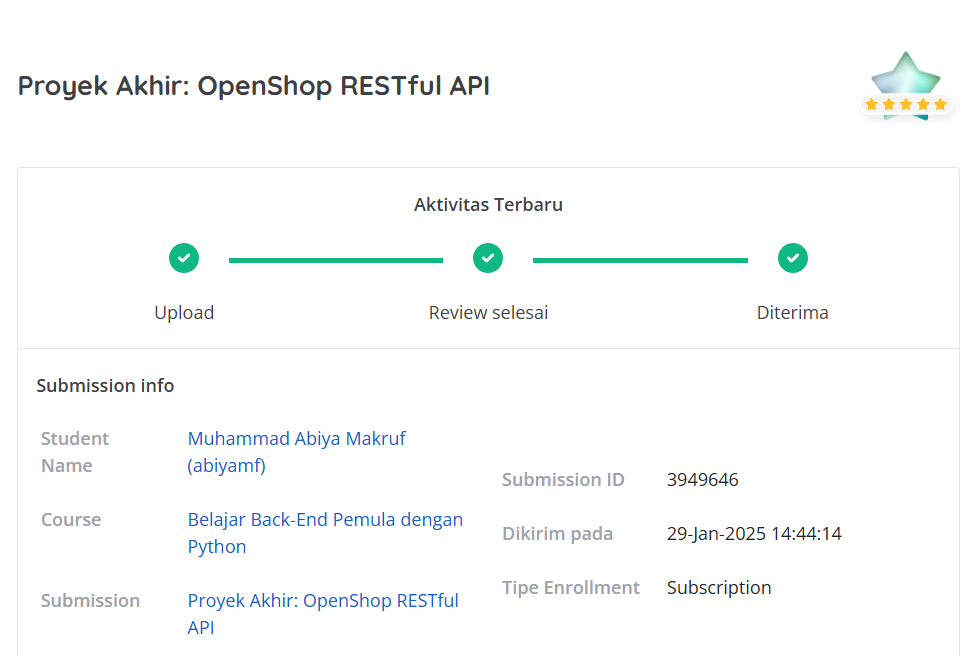 Proyek Akhir: OpenShop RESTful API
Aktivitas Terbaru
Upload
Review selesai
Diterima
Submission info
Student
Name
Muhammad Abiya Makruf
(abiyamf)
Course
Belajar Back-End Pemula dengan
Python
Submission
Proyek Akhir: OpenShop RESTful
API
Submission ID
3949646
Dikirim pada
29-Jan-2025 14:44:14
Tipe Enrollment
Subscription